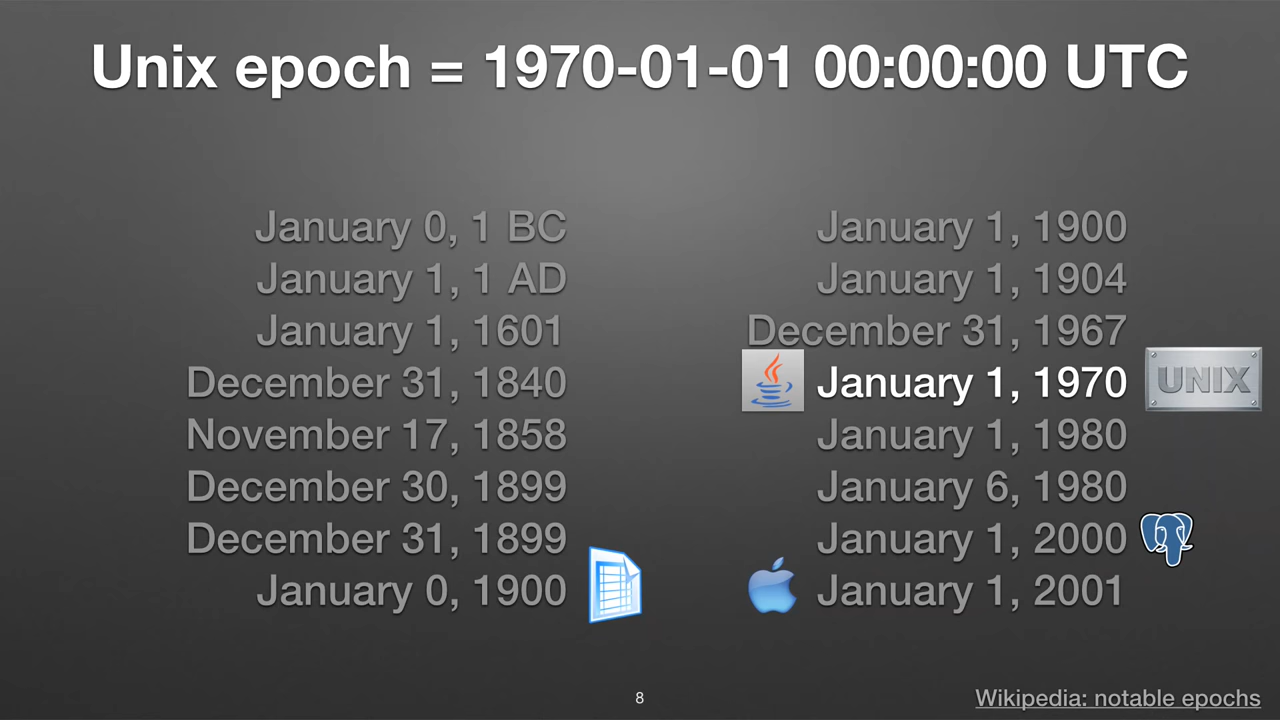 Unix epoch = 1970-01-01 00:00:00 UTC
January 0, 1 BC
January 1, 1 AD
January 1, 1601
December 31, 1840
November 17, 1858
December 30, 1899
December 31, 1899
January 0, 1900
January 1, 1900
January 1, 1904
December 31, 1967
January 1, 1970
UNIX
January 1, 1980
January 6, 1980
January 1, 2000
January 1, 2001
8
Wikipedia: notable epochs